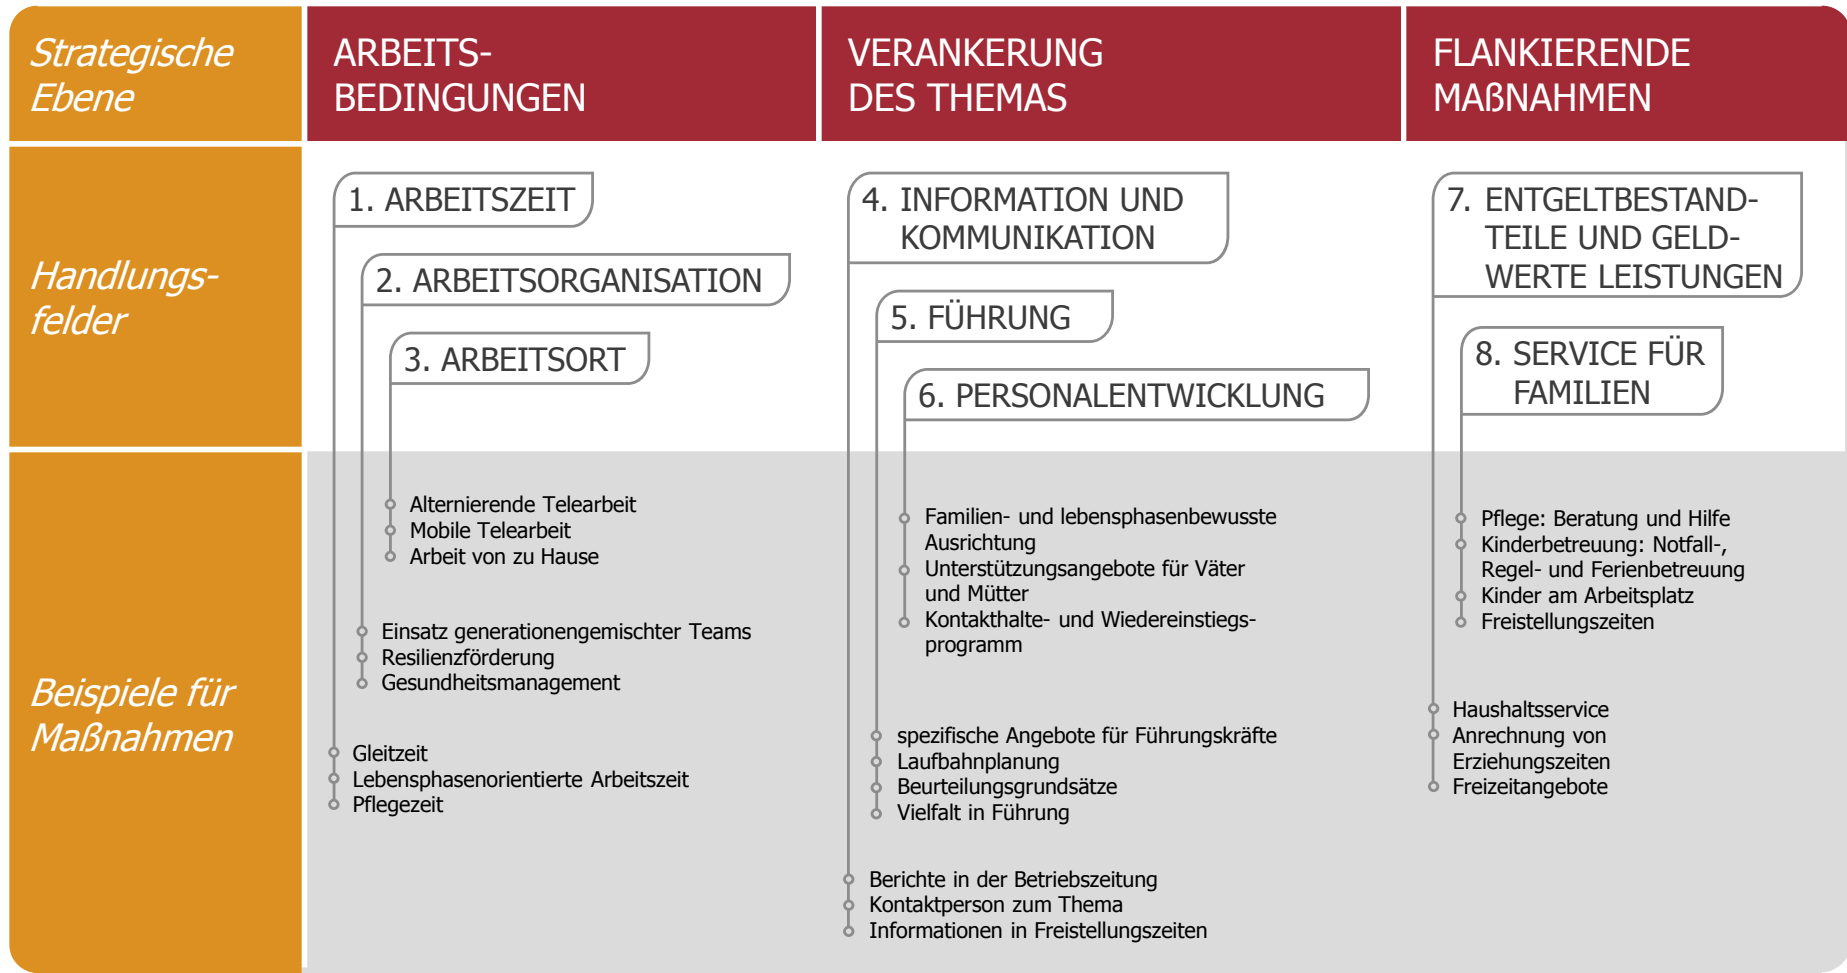 Strategische
Ebene
ARBEITS-
BEDINGUNGEN
VERANKERUNG
DES THEMAS
FLANKIERENDE
MAßNAHMEN
Handlungs-
felder
1. ARBEITSZEIT
2. ARBEITSORGANISATION
3. ARBEITSORT
4. INFORMATION UND
KOMMUNIKATION
5. FÜHRUNG
6. PERSONALENTWICKLUNG
7. ENTGELTBESTAND-
TEILE UND GELD-
WERTE LEISTUNGEN
8. SERVICE FÜR
FAMILIEN
Beispiele für
Maßnahmen
Alternierende Telearbeit
Mobile Telearbeit
Arbeit von zu Hause
Einsatz generationengemischter Teams
Resilienzförderung
Gesundheitsmanagement
Gleitzeit
Lebensphasenorientierte Arbeitszeit
Pflegezeit
Familien- und lebensphasenbewusste
Ausrichtung
Unterstützungsangebote für Väter
und Mütter
Kontakthalte- und Wiedereinstiegs-
programm
spezifische Angebote für Führungskräfte
Laufbahnplanung
Beurteilungsgrundsätze
Vielfalt in Führung
Berichte in der Betriebszeitung
Kontaktperson zum Thema
Informationen in Freistellungszeiten
Pflege: Beratung und Hilfe
Kinderbetreuung: Notfall-,
Regel- und Ferienbetreuung
Kinder am Arbeitsplatz
Freistellungszeiten
Haushaltsservice
Anrechnung von
Erziehungszeiten
Freizeitangebote